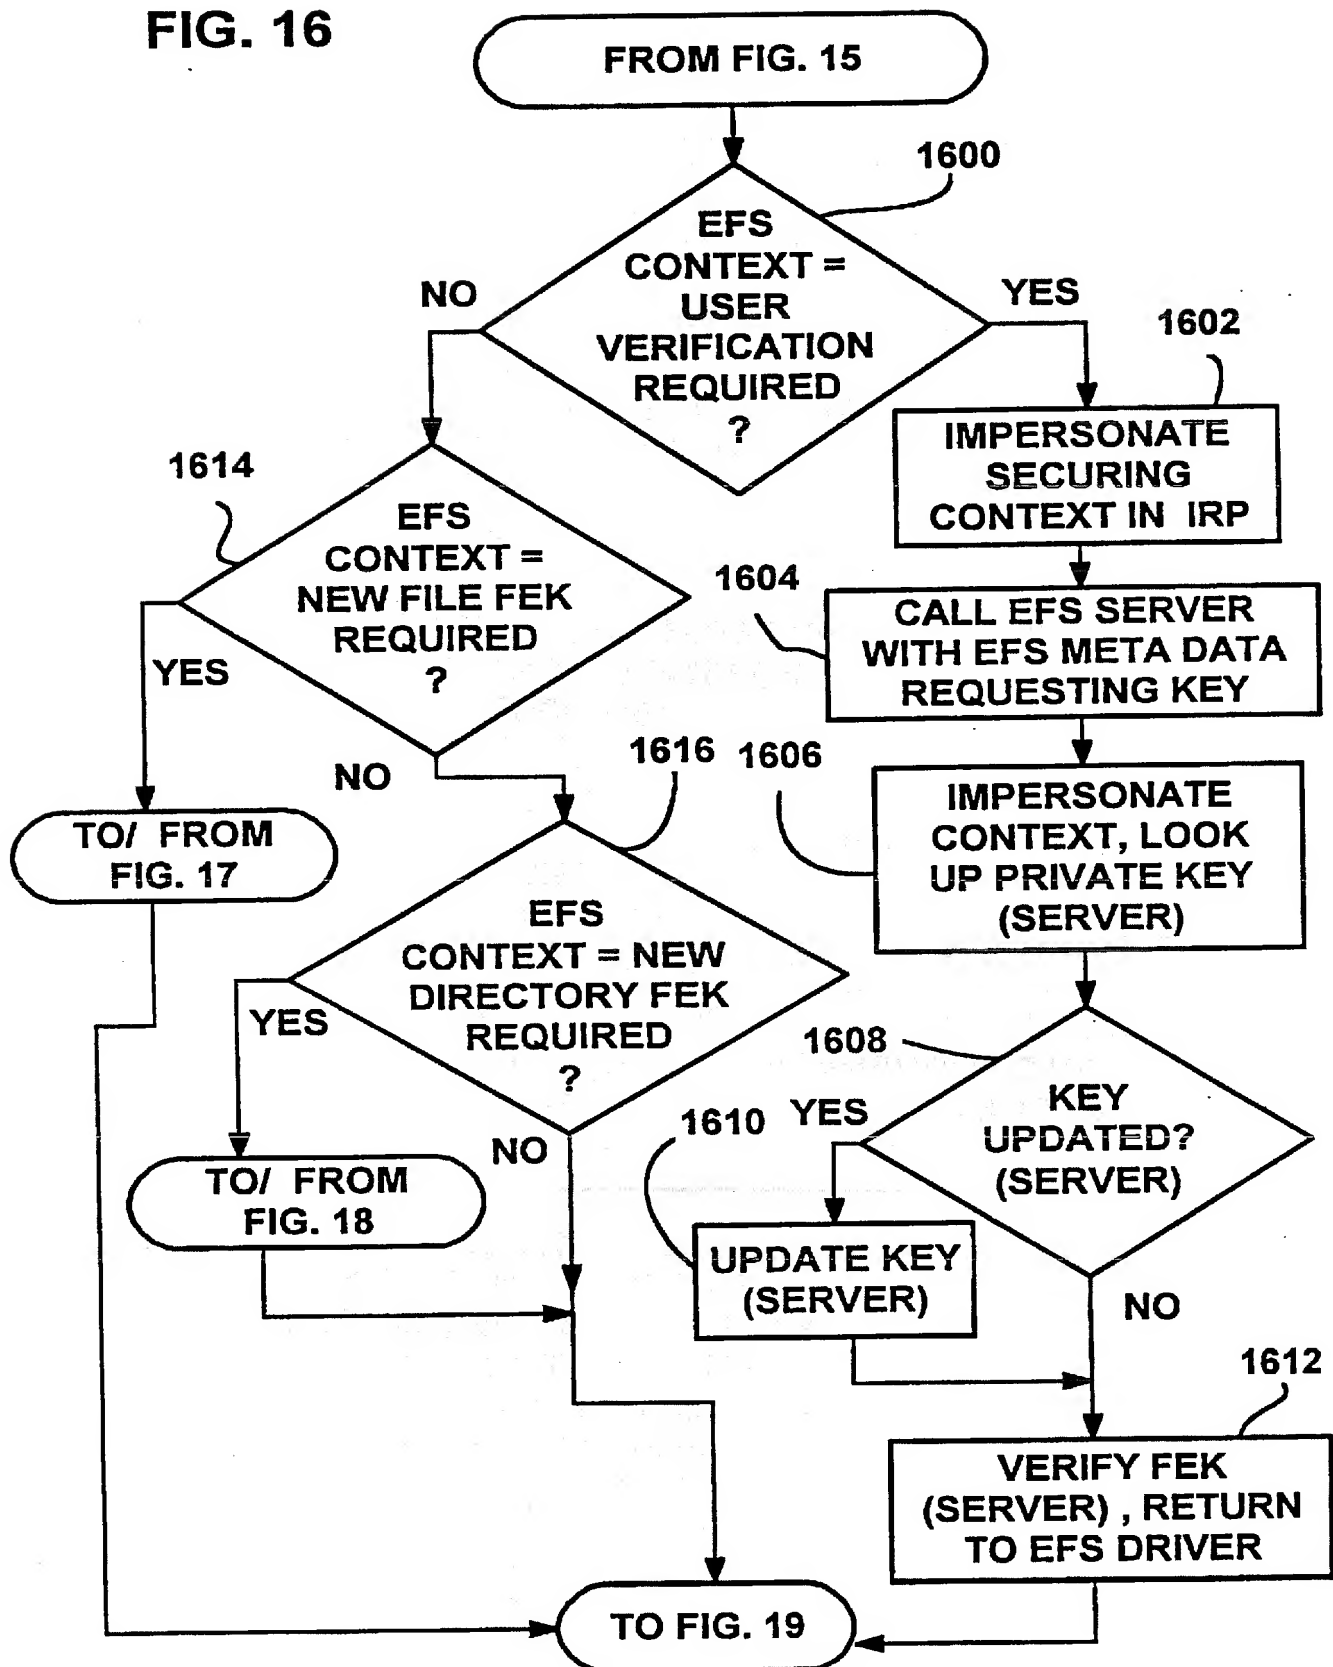 FIG. 16
FROM FIG. 15
1600
EFS
CONTEXT =
USER
VERIFICATION
REQUIRED
?
NO
YES
1602
IMPERSONATE
SECURING
CONTEXT IN IRP
1614
EFS
CONTEXT =
NEW FILE FEK
REQUIRED
?
1604
CALL EFS SERVER
WITH EFS META DATA
REQUESTING KEY
YES
NO
1616
1606
IMPERSONATE
CONTEXT, LOOK
UP PRIVATE KEY
(SERVER)
TO/ FROM
FIG. 17
EFS
CONTEXT = NEW
DIRECTORY FEK
REQUIRED
?
YES
NO
1608
KEY
UPDATED?
(SERVER)
YES
1610
TO/ FROM
FIG. 18
UPDATE KEY
(SERVER)
NO
1612
VERIFY FEK
(SERVER) , RETURN
TO EFS DRIVER
TO FIG. 19